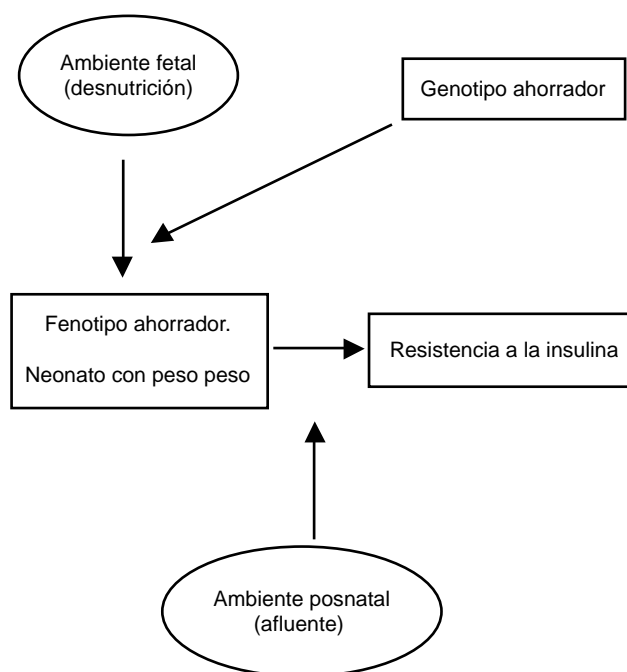 Ambiente fetal
(desnutrición)
Genotipo ahorrador
Fenotipo ahorrador.
Neonato con peso peso
Resistencia a la insulina
Ambiente posnatal
(afluente)